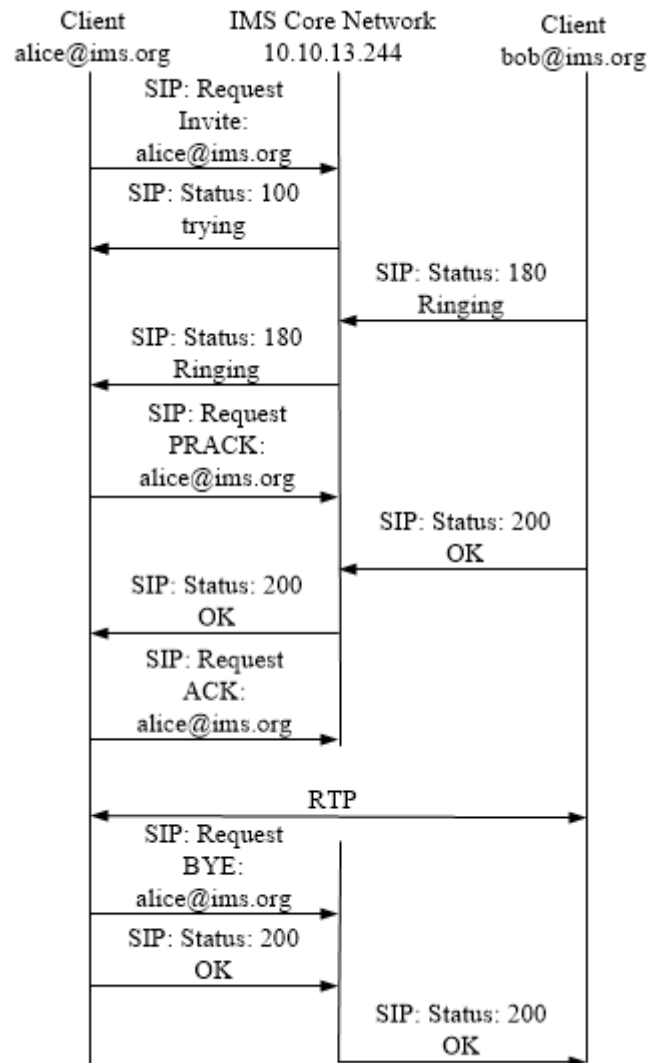 Client
alice@ims.org
IMS Core Network
10.10.13.244
Client
bob@ims.org
SIP: Request
Invite:
alice@ims.org
SIP: Status: 100
trying
SIP: Status: 180
Ringing
SIP: Status: 180
Ringing
SIP: Request
PRACK:
alice@ims.org
SIP: Status: 200
OK
SIP: Status: 200
OK
SIP: Request
ACK:
alice@ims.org
RTP
SIP: Request
BYE:
alice@ims.org
SIP: Status: 200
OK
SIP: Status: 200
OK